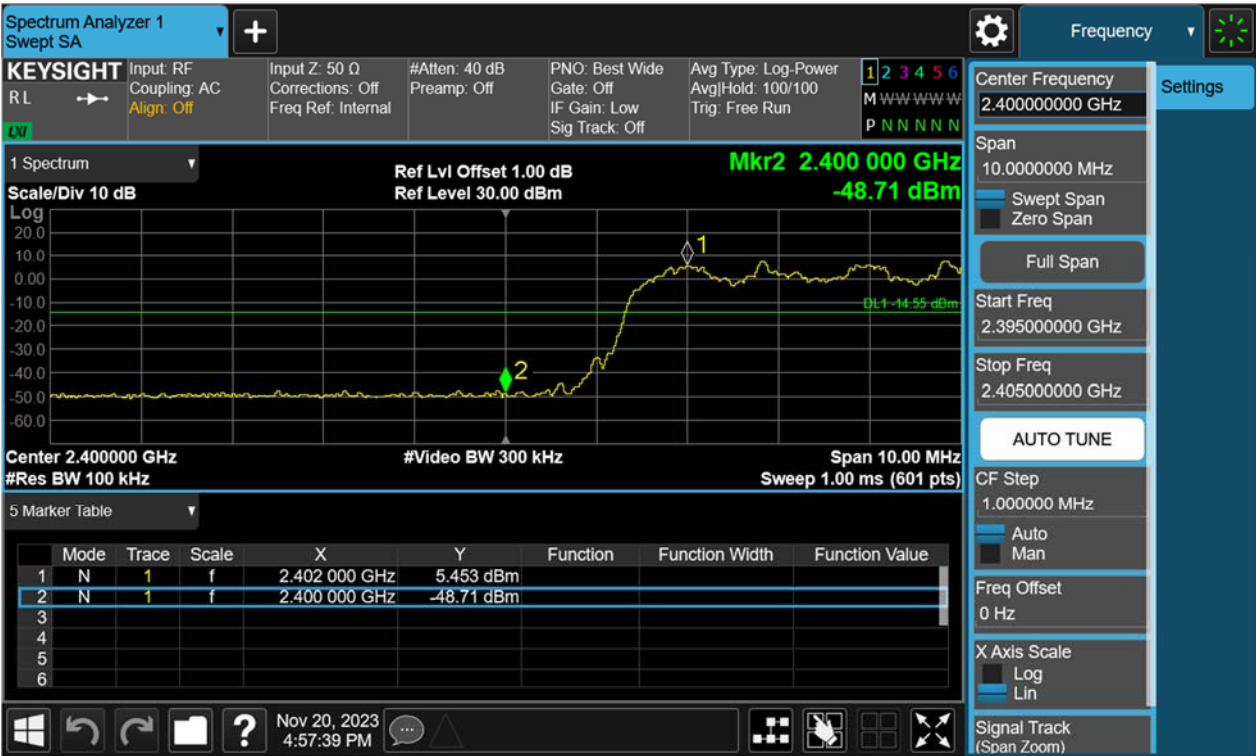 Spectrum Analyzer 1
Swept SA
Frequency
KEYSIGHT
R L
LXI
Input: RF
Coupling: AC
Align: Off
Input Z: 50 Ω
Corrections: Off
Freq Ref: Internal
#Atten: 40 dB
Preamp: Off
PNO: Best Wide
Gate: Off
IF Gain: Low
Sig Track: Off
Avg Type: Log-Power
Avg|Hold: 100/100
Trig: Free Run
1 2 3 4 5 6
M W W W W W
P N N N N N
1 Spectrum
Scale/Div 10 dB
Ref Lvl Offset 1.00 dB
Ref Level 30.00 dBm
Mkr2 2.400 000 GHz
-48.71 dBm
Log
20.0
10.0
0.00
-10.0
-20.0
-30.0
-40.0
-50.0
-60.0
1
2
DL1 -14.55 dBm
Center 2.400000 GHz
#Video BW 300 kHz
Span 10.00 MHz
#Res BW 100 kHz
Sweep 1.00 ms (601 pts)
5 Marker Table
Mode Trace Scale X Y Function Function Width Function Value
1 N 1 f 2.402 000 GHz 5.453 dBm
2 N 1 f 2.400 000 GHz -48.71 dBm
3
4
5
6
?
Nov 20, 2023
4:57:39 PM
Center Frequency
2.400000000 GHz
Settings
Span
10.0000000 MHz
Swept Span
Zero Span
Full Span
Start Freq
2.395000000 GHz
Stop Freq
2.405000000 GHz
AUTO TUNE
CF Step
1.000000 MHz
Auto
Man
Freq Offset
0 Hz
X Axis Scale
Log
Lin
Signal Track
(Span Zoom)